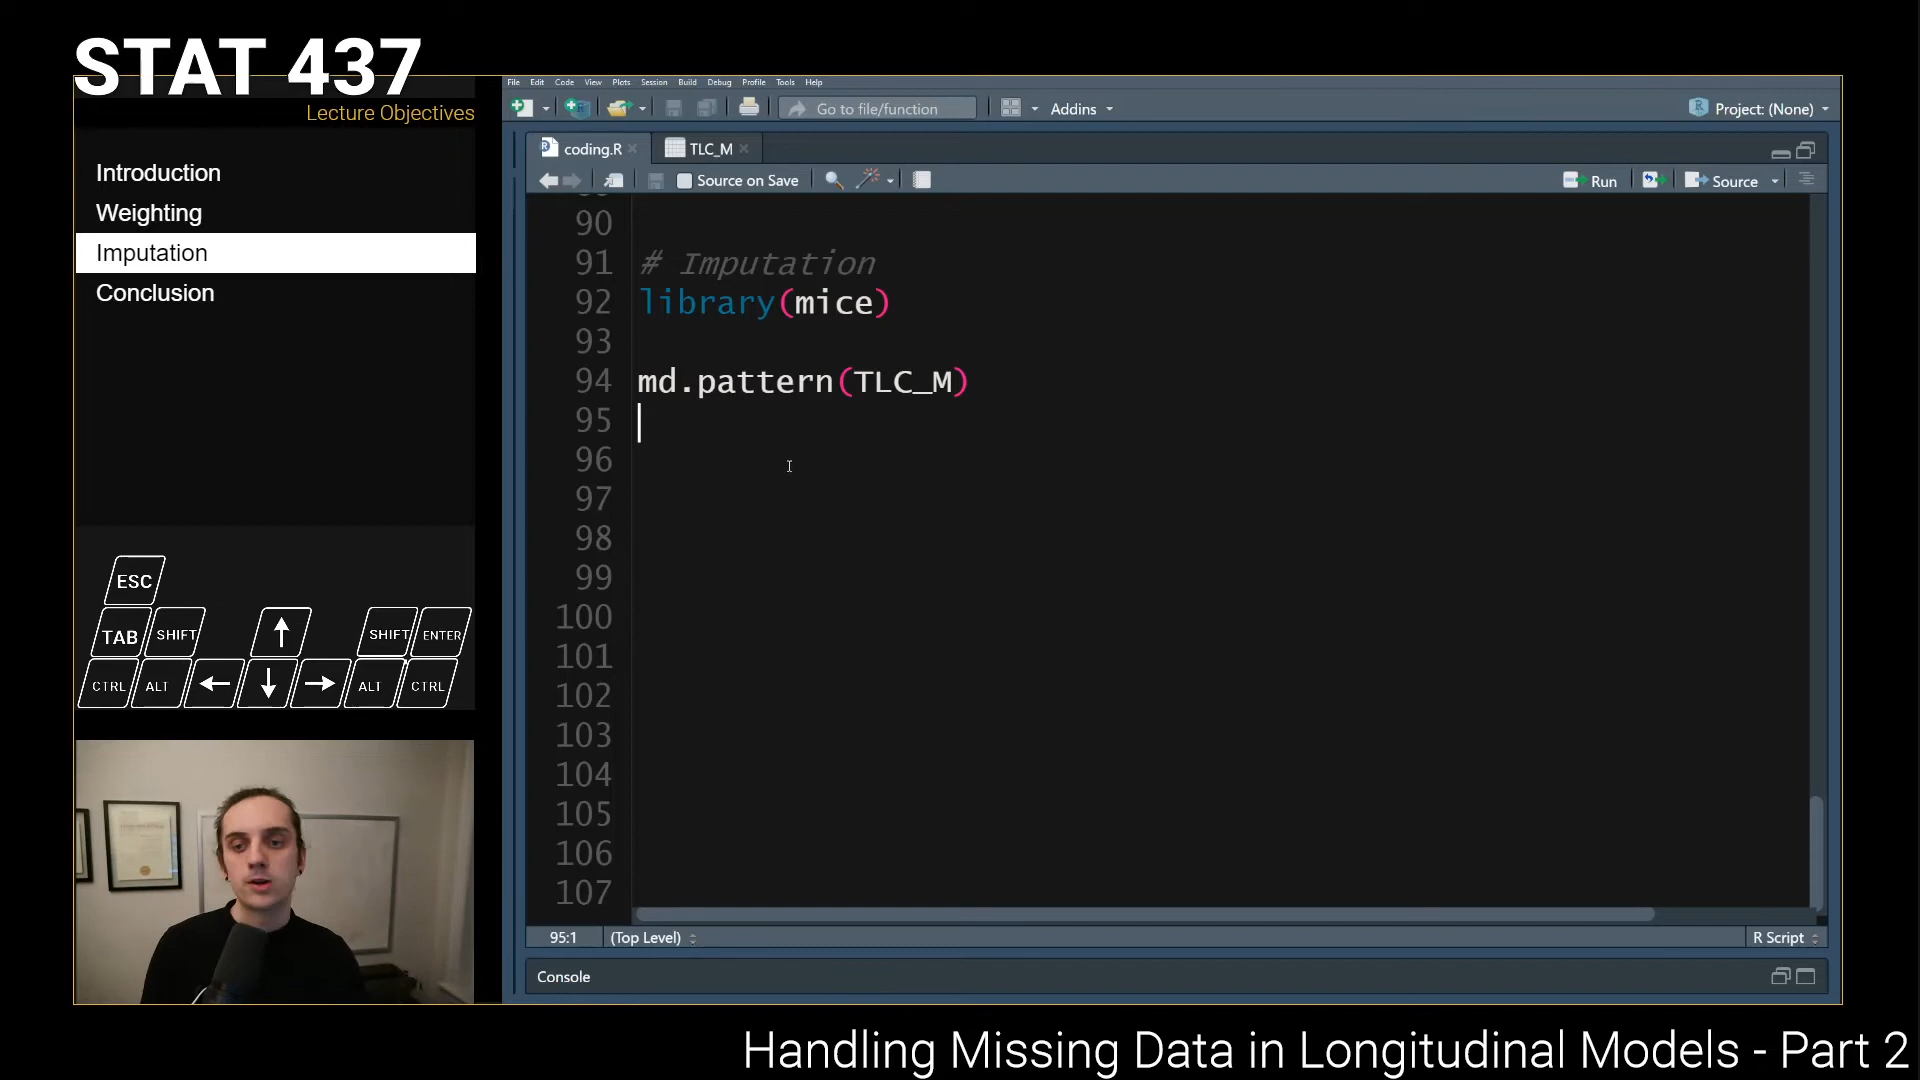 STAT 437
Lecture Objectives
Introduction
Weighting
Imputation
Conclusion
ESC
TAB SHIFT ↑ SHIFT ENTER
CTRL ALT ← ↓ → ALT CTRL
File Edit Code View Plots Session Build Debug Profile Tools Help
Go to file/function Addins Project: (None)
coding.R TLC_M
Source on Save Run Source
90
91 # Imputation
92 library(mice)
93
94 md.pattern(TLC_M)
95
96
97
98
99
100
101
102
103
104
105
106
107
95:1 (Top Level) R Script
Console
Handling Missing Data in Longitudinal Models - Part 2